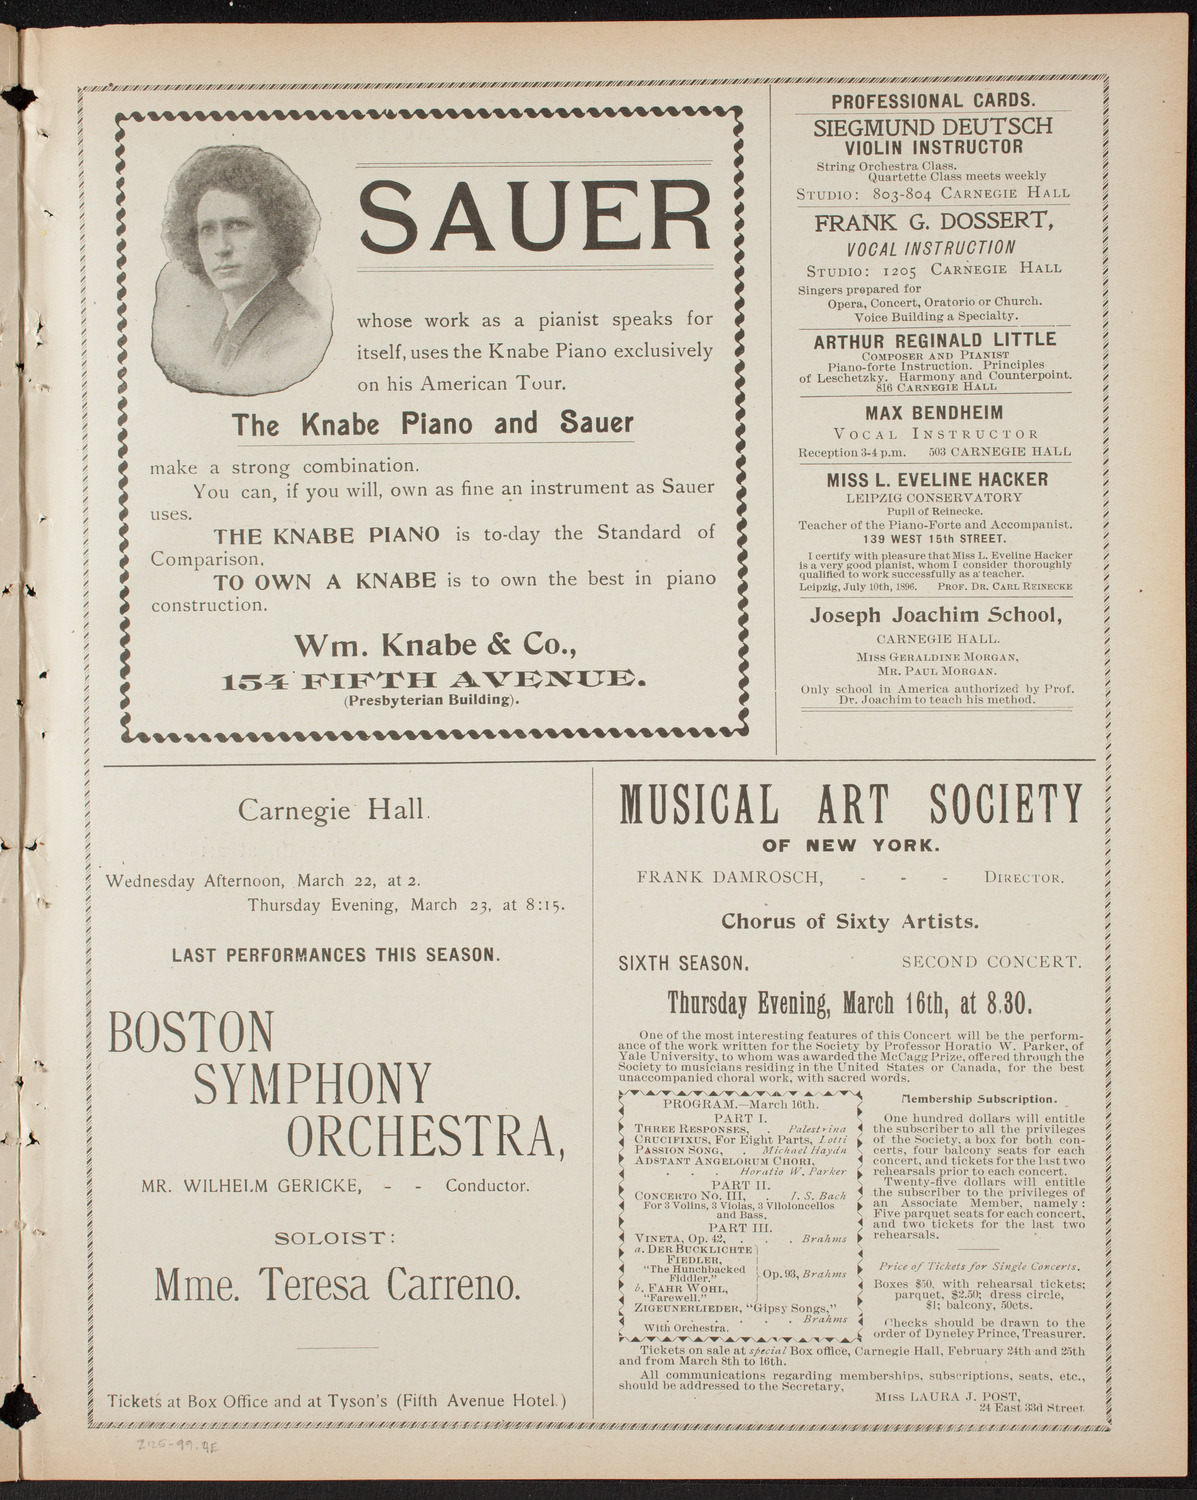 SAUER
whose work as a pianist speaks for
itself, uses the Knabe Piano exclusively
on his American Tour.
The Knabe Piano and Sauer
make a strong combination.
You can, if you will, own as fine an instrument as Sauer
uses.
THE KNABE PIANO is to-day the Standard of
Comparison.
TO OWN A KNABE is to own the best in piano
construction.
Wm. Knabe & Co.,
154 FIFTH AVENUE.
(Presbyterian Building).
PROFESSIONAL CARDS.
SIEGMUND DEUTSCH
VIOLIN INSTRUCTOR
String Orchestra Class.
Quartette Class meets weekly
STUDIO: 803-804 CARNEGIE HALL
FRANK G. DOSSERT,
VOCAL INSTRUCTION
STUDIO: 1205 CARNEGIE HALL
Singers prepared for
Opera, Concert, Oratorio or Church.
Voice Building a Specialty.
ARTHUR REGINALD LITTLE
COMPOSER AND PIANIST
Piano-forte Instruction. Principles
of Leschetzky. Harmony and Counterpoint.
816 CARNEGIE HALL
MAX BENDHEIM
VOCAL INSTRUCTOR
Reception 3-4 p.m. 503 CARNEGIE HALL
MISS L. EVELINE HACKER
LEIPZIG CONSERVATORY
Pupil of Reinecke.
Teacher of the Piano-Forte and Accompanist.
139 WEST 15th STREET.
I certify with pleasure that Miss L. Eveline Hacker
is a very good pianist, whom I consider thoroughly
qualified to work successfully as a teacher.
Leipzig, July 10th, 1896. PROF. DR. CARL REINECKE
Joseph Joachim School,
CARNEGIE HALL.
MISS GERALDINE MORGAN,
MR. PAUL MORGAN.
Only school in America authorized by Prof.
Dr. Joachim to teach his method.
Carnegie Hall.
Wednesday Afternoon, March 22, at 2.
Thursday Evening, March 23, at 8:15.
LAST PERFORMANCES THIS SEASON.
BOSTON
SYMPHONY
ORCHESTRA,
MR. WILHELM GERICKE, - - Conductor.
SOLOIST:
Mme. Teresa Carreno.
Tickets at Box Office and at Tyson's (Fifth Avenue Hotel.)
MUSICAL ART SOCIETY
OF NEW YORK.
FRANK DAMROSCH, - - - DIRECTOR.
Chorus of Sixty Artists.
SIXTH SEASON. SECOND CONCERT.
Thursday Evening, March 16th, at 8.30.
One of the most interesting features of this Concert will be the perform-
ance of the work written for the Society by Professor Horatio W. Parker, of
Yale University, to whom was awarded the McCagg Prize, offered through the
Society to musicians residing in the United States or Canada, for the best
unaccompanied choral work, with sacred words.
PROGRAM.—March 16th.
PART I.
THREE RESPONSES, . Palestrina
CRUCIFIXUS, For Eight Parts, Lotti
PASSION SONG, . Michael Haydn
ADSTANT ANGELORUM CHORI,
. . . Horatio W. Parker
PART II.
CONCERTO NO. III, . J. S. Bach
For 3 Volins, 3 Violas, 3 Vlioloncellos
and Bass,
PART III.
VINETA, Op. 42, . . . Brahms
a. DER BUCKLICHTE
FIEDLER,
"The Hunchbacked
Fiddler."
b. FAHR WOHL,
"Farewell."
Op. 93, Brahms
ZIGEUNERLIEDER, "Gipsy Songs,"
. . . . . . Brahms
With Orchestra.
Membership Subscription.
One hundred dollars will entitle
the subscriber to all the privileges
of the Society, a box for both con-
certs, four balcony seats for each
concert, and tickets for the last two
rehearsals prior to each concert.
Twenty-five dollars will entitle
the subscriber to the privileges of
an Associate Member, namely:
Five parquet seats for each concert,
and two tickets for the last two
rehearsals.
Price of Tickets for Single Concerts.
Boxes $50, with rehearsal tickets;
parquet, $2.50; dress circle,
$1; balcony, 50cts.
Checks should be drawn to the
order of Dyneley Prince, Treasurer.
Tickets on sale at special Box office, Carnegie Hall, February 24th and 25th
and from March 8th to 16th.
All communications regarding memberships, subscriptions, seats, etc.,
should be addressed to the Secretary,
MISS LAURA J. POST,
24 East 33d Street.